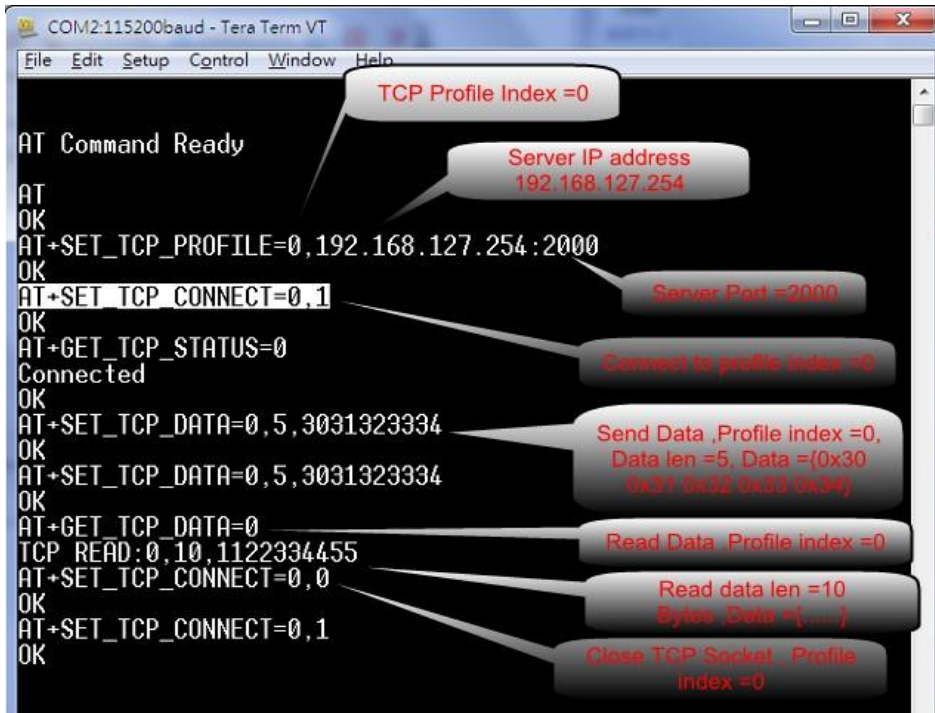 COM2:115200baud - Tera Term VT
File Edit Setup Control Window Help
TCP Profile Index =0
AT Command Ready
Server IP address
192.168.127.254
AT
OK
AT+SET_TCP_PROFILE=0,192.168.127.254:2000
OK
Server Port =2000
AT+SET_TCP_CONNECT=0,1
OK
AT+GET_TCP_STATUS=0
Connect to profile index =0
Connected
OK
AT+SET_TCP_DATA=0,5,3031323334
OK
Send Data ,Profile index =0,
Data len =5, Data ={0x30
0x31 0x32 0x33 0x34}
AT+SET_TCP_DATA=0,5,3031323334
OK
AT+GET_TCP_DATA=0
Read Data ,Profile index =0
TCP READ:0,10,1122334455
AT+SET_TCP_CONNECT=0,0
Read data len =10
Bytes ,Data ={......}
OK
AT+SET_TCP_CONNECT=0,1
OK
Close TCP Socket , Profile
index =0